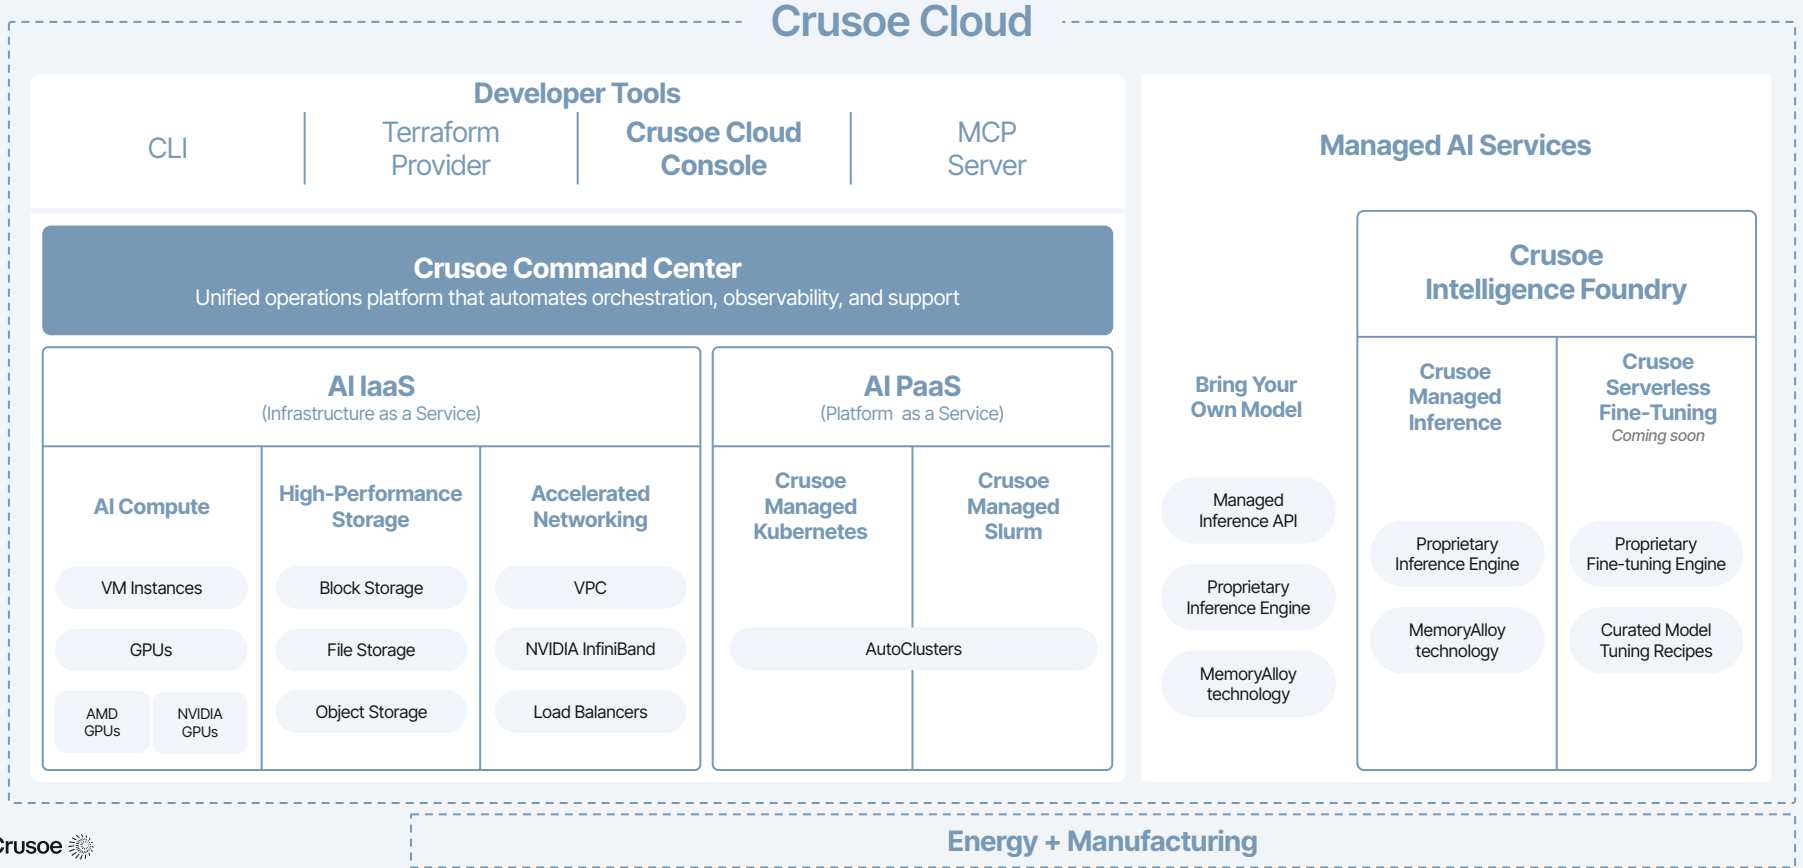 Crusoe Cloud
Developer Tools
CLI
Terraform
Provider
Crusoe Cloud
Console
MCP
Server
Crusoe Command Center
Unified operations platform that automates orchestration, observability, and support
AI IaaS
(Infrastructure as a Service)
AI Compute
VM Instances
GPUs
AMD
GPUs
NVIDIA
GPUs
High-Performance
Storage
Block Storage
File Storage
Object Storage
Accelerated
Networking
VPC
NVIDIA InfiniBand
Load Balancers
AI PaaS
(Platform as a Service)
Crusoe
Managed
Kubernetes
Crusoe
Managed
Slurm
AutoClusters
Managed AI Services
Bring Your
Own Model
Managed
Inference API
Proprietary
Inference Engine
MemoryAlloy
technology
Crusoe
Intelligence Foundry
Crusoe
Managed
Inference
Proprietary
Inference Engine
MemoryAlloy
technology
Crusoe
Serverless
Fine-Tuning
Coming soon
Proprietary
Fine-tuning Engine
Curated Model
Tuning Recipes
Crusoe
Energy + Manufacturing